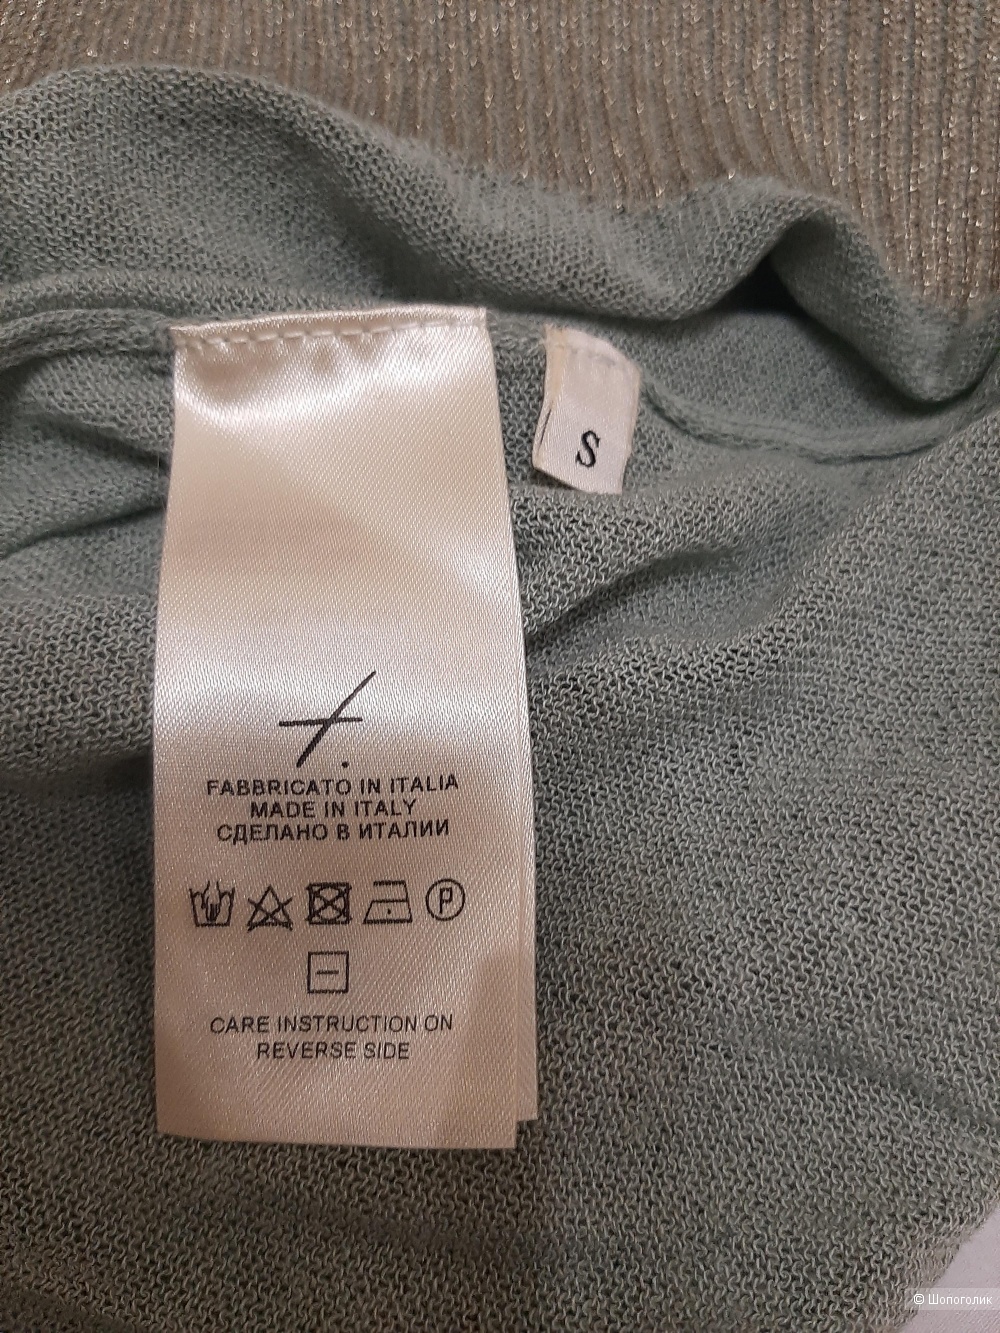 S
f.
FABBRICATO IN ITALIA
MADE IN ITALY
СДЕЛАНО В ИТАЛИИ
P
CARE INSTRUCTION ON
REVERSE SIDE
© Шопоголик